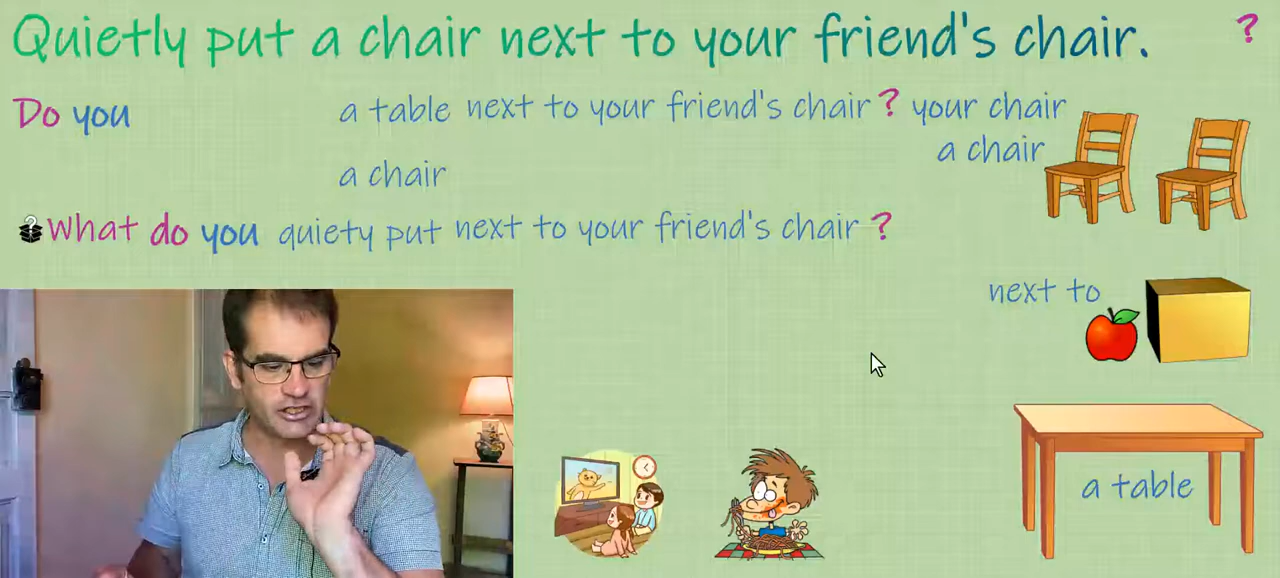 Quietly put a chair next to your friend's chair. ?
Do you a table next to your friend's chair ? your chair
a chair
a chair
What do you quiety put next to your friend's chair ?
next to
a table